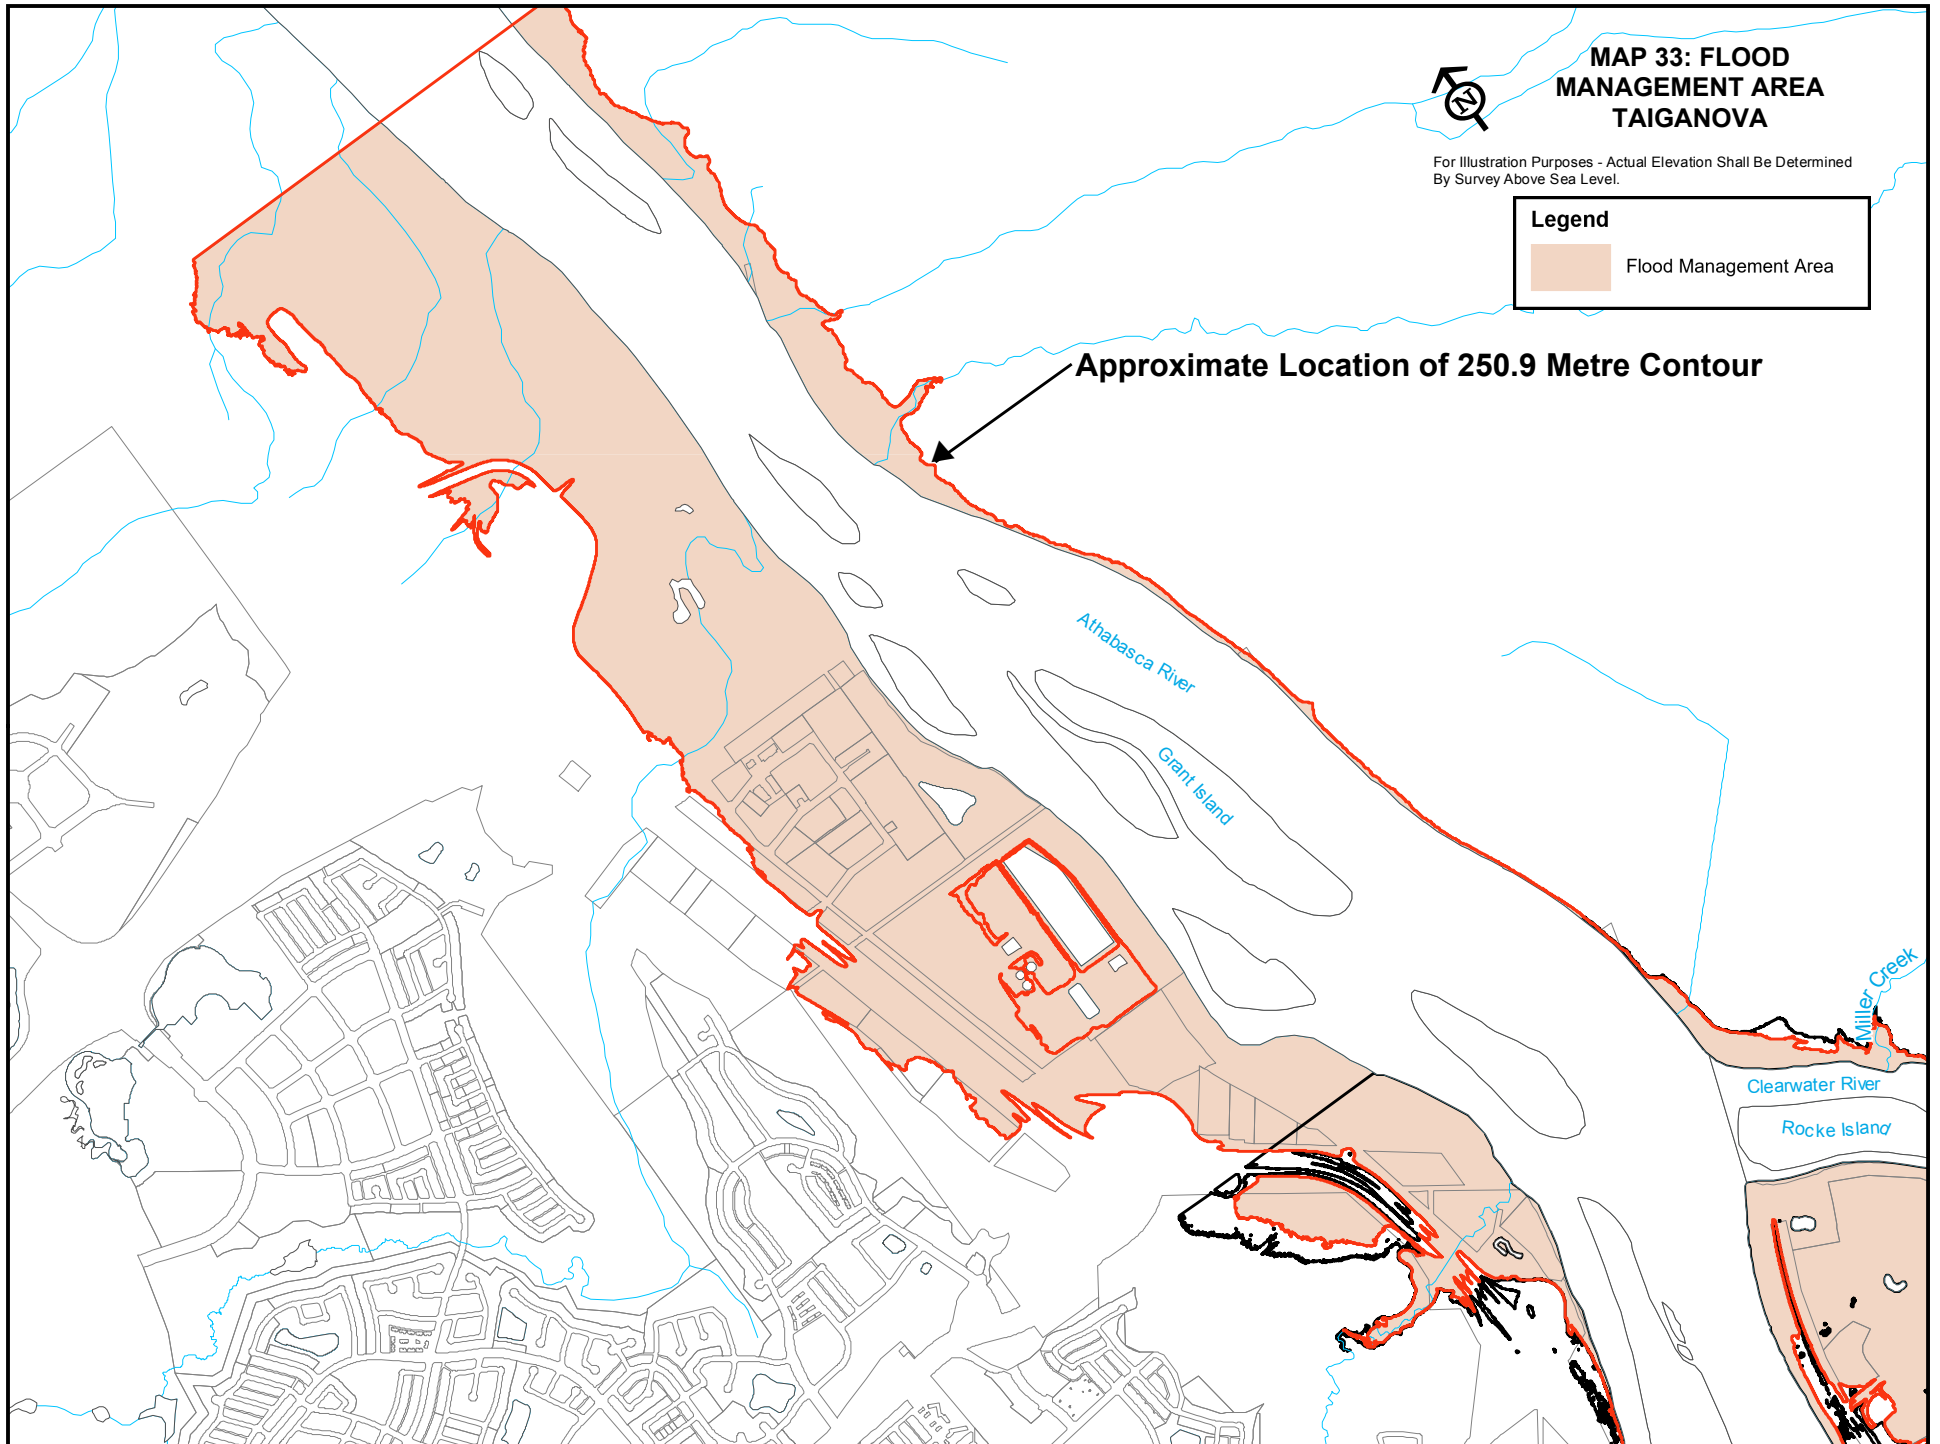 MAP 33: FLOOD
MANAGEMENT AREA
TAIGANOVA
N
For Illustration Purposes - Actual Elevation Shall Be Determined
By Survey Above Sea Level.
Legend
Flood Management Area
Approximate Location of 250.9 Metre Contour
Athabasca River
Grant Island
Miller Creek
Clearwater River
Rocke Island